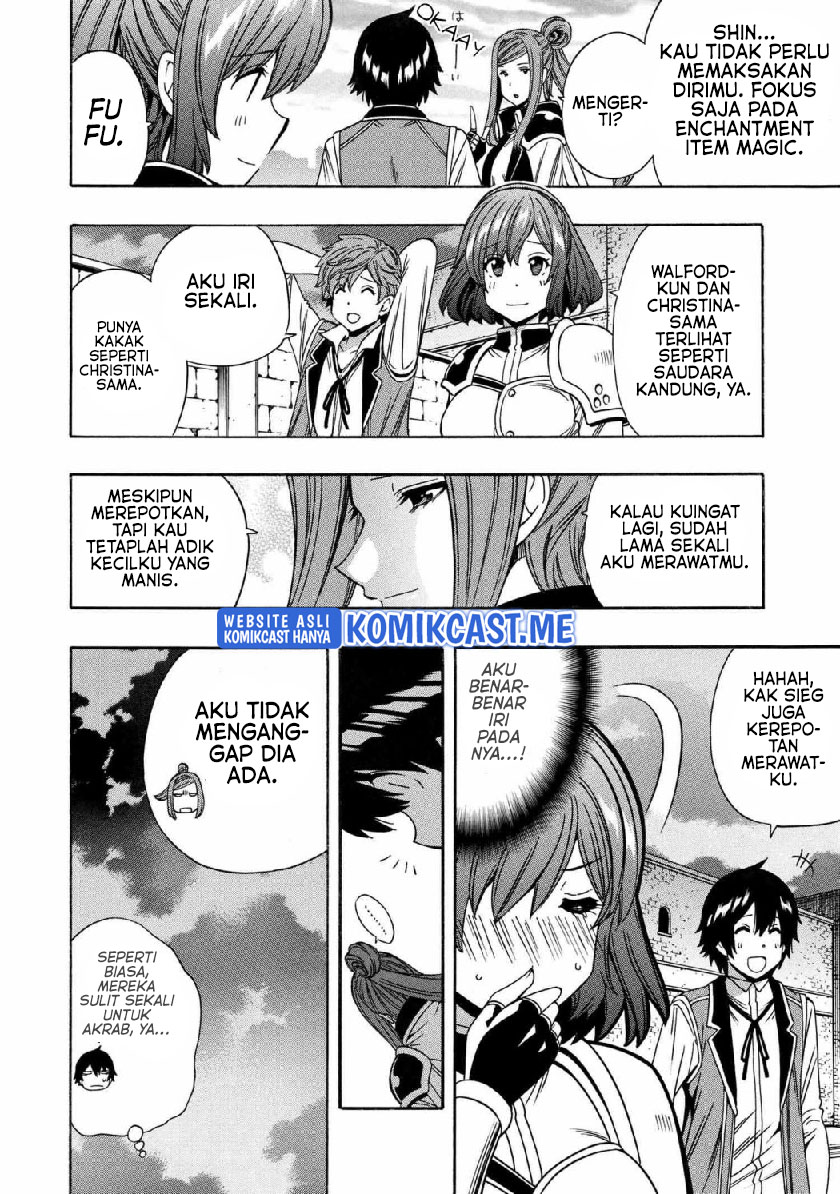 SHIN...
KAU TIDAK PERLU
MEMAKSAKAN
DIRIMU. FOKUS
SAJA PADA
ENCHANTMENT
ITEM MAGIC.
MENGER-
TI?
は
ー
い
OKAAY
FU
FU.
WALFORD-
KUN DAN
CHRISTINA-
SAMA
TERLIHAT
SEPERTI
SAUDARA
KANDUNG, YA.
AKU IRI
SEKALI.
PUNYA
KAKAK
SEPERTI
CHRISTINA-
SAMA.
KALAU KUINGAT
LAGI, SUDAH
LAMA SEKALI
AKU MERAWATMU.
MESKIPUN
MEREPOTKAN,
TAPI KAU
TETAPLAH ADIK
KECILKU YANG
MANIS.
WEBSITE ASLI
KOMIKCAST HANYA
KOMIKCAST.ME
HAHAH,
KAK SIEG
JUGA
KEREPO-
TAN
MERAWAT-
KU.
AKU
BENAR-
BENAR
IRI
PADA
NYA...!
AKU TIDAK
MENGANG-
GAP DIA
ADA.
SEPERTI
BIASA,
MEREKA
SULIT SEKALI
UNTUK
AKRAB, YA...